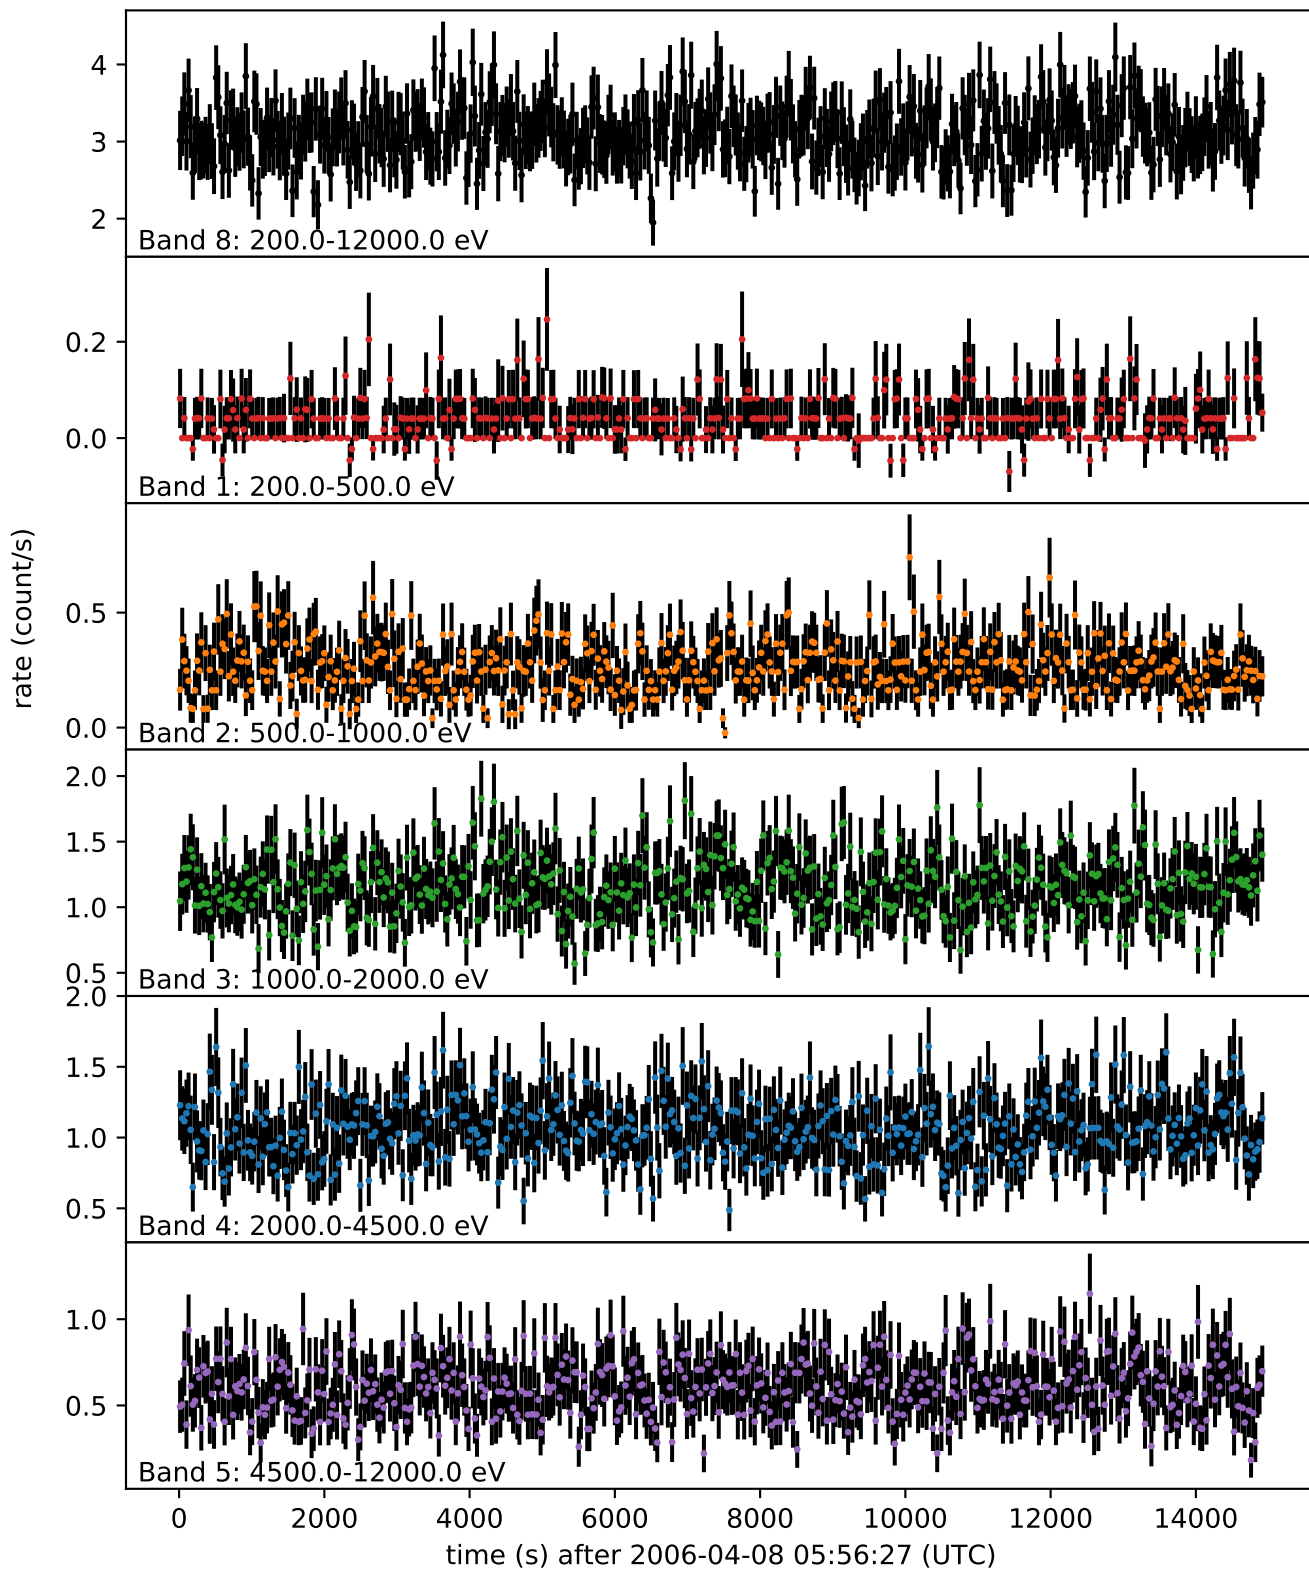 4
3
2
Band 8: 200.0-12000.0 eV
0.2
0.0
Band 1: 200.0-500.0 eV
0.5
0.0
Band 2: 500.0-1000.0 eV
rate (count/s)
2.0
1.5
1.0
0.5
Band 3: 1000.0-2000.0 eV
2.0
1.5
1.0
0.5
Band 4: 2000.0-4500.0 eV
1.0
0.5
Band 5: 4500.0-12000.0 eV
0 2000 4000 6000 8000 10000 12000 14000
time (s) after 2006-04-08 05:56:27 (UTC)